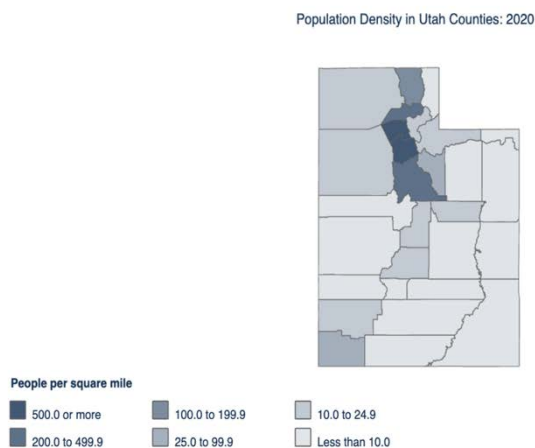 Population Density in Utah Counties: 2020
People per square mile
500.0 or more
100.0 to 199.9
10.0 to 24.9
200.0 to 499.9
25.0 to 99.9
Less than 10.0